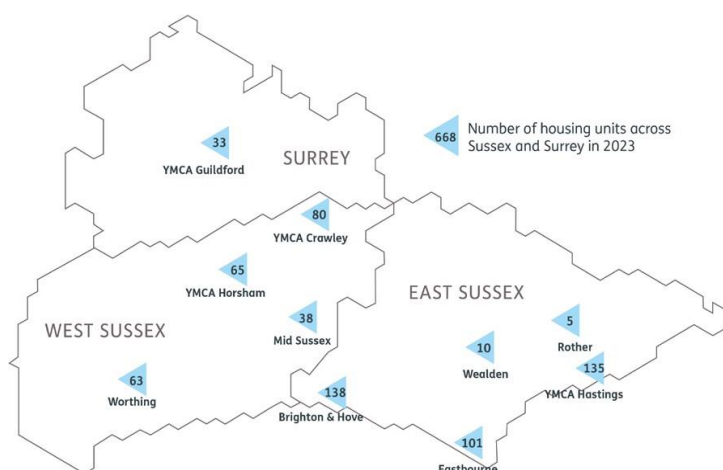 33
YMCA Guildford
SURREY
668
Number of housing units across
Sussex and Surrey in 2023
80
YMCA Crawley
65
YMCA Horsham
EAST SUSSEX
38
Mid Sussex
WEST SUSSEX
5
Rother
10
Wealden
135
YMCA Hastings
63
Worthing
138
Brighton & Hove
101
Eastbourne